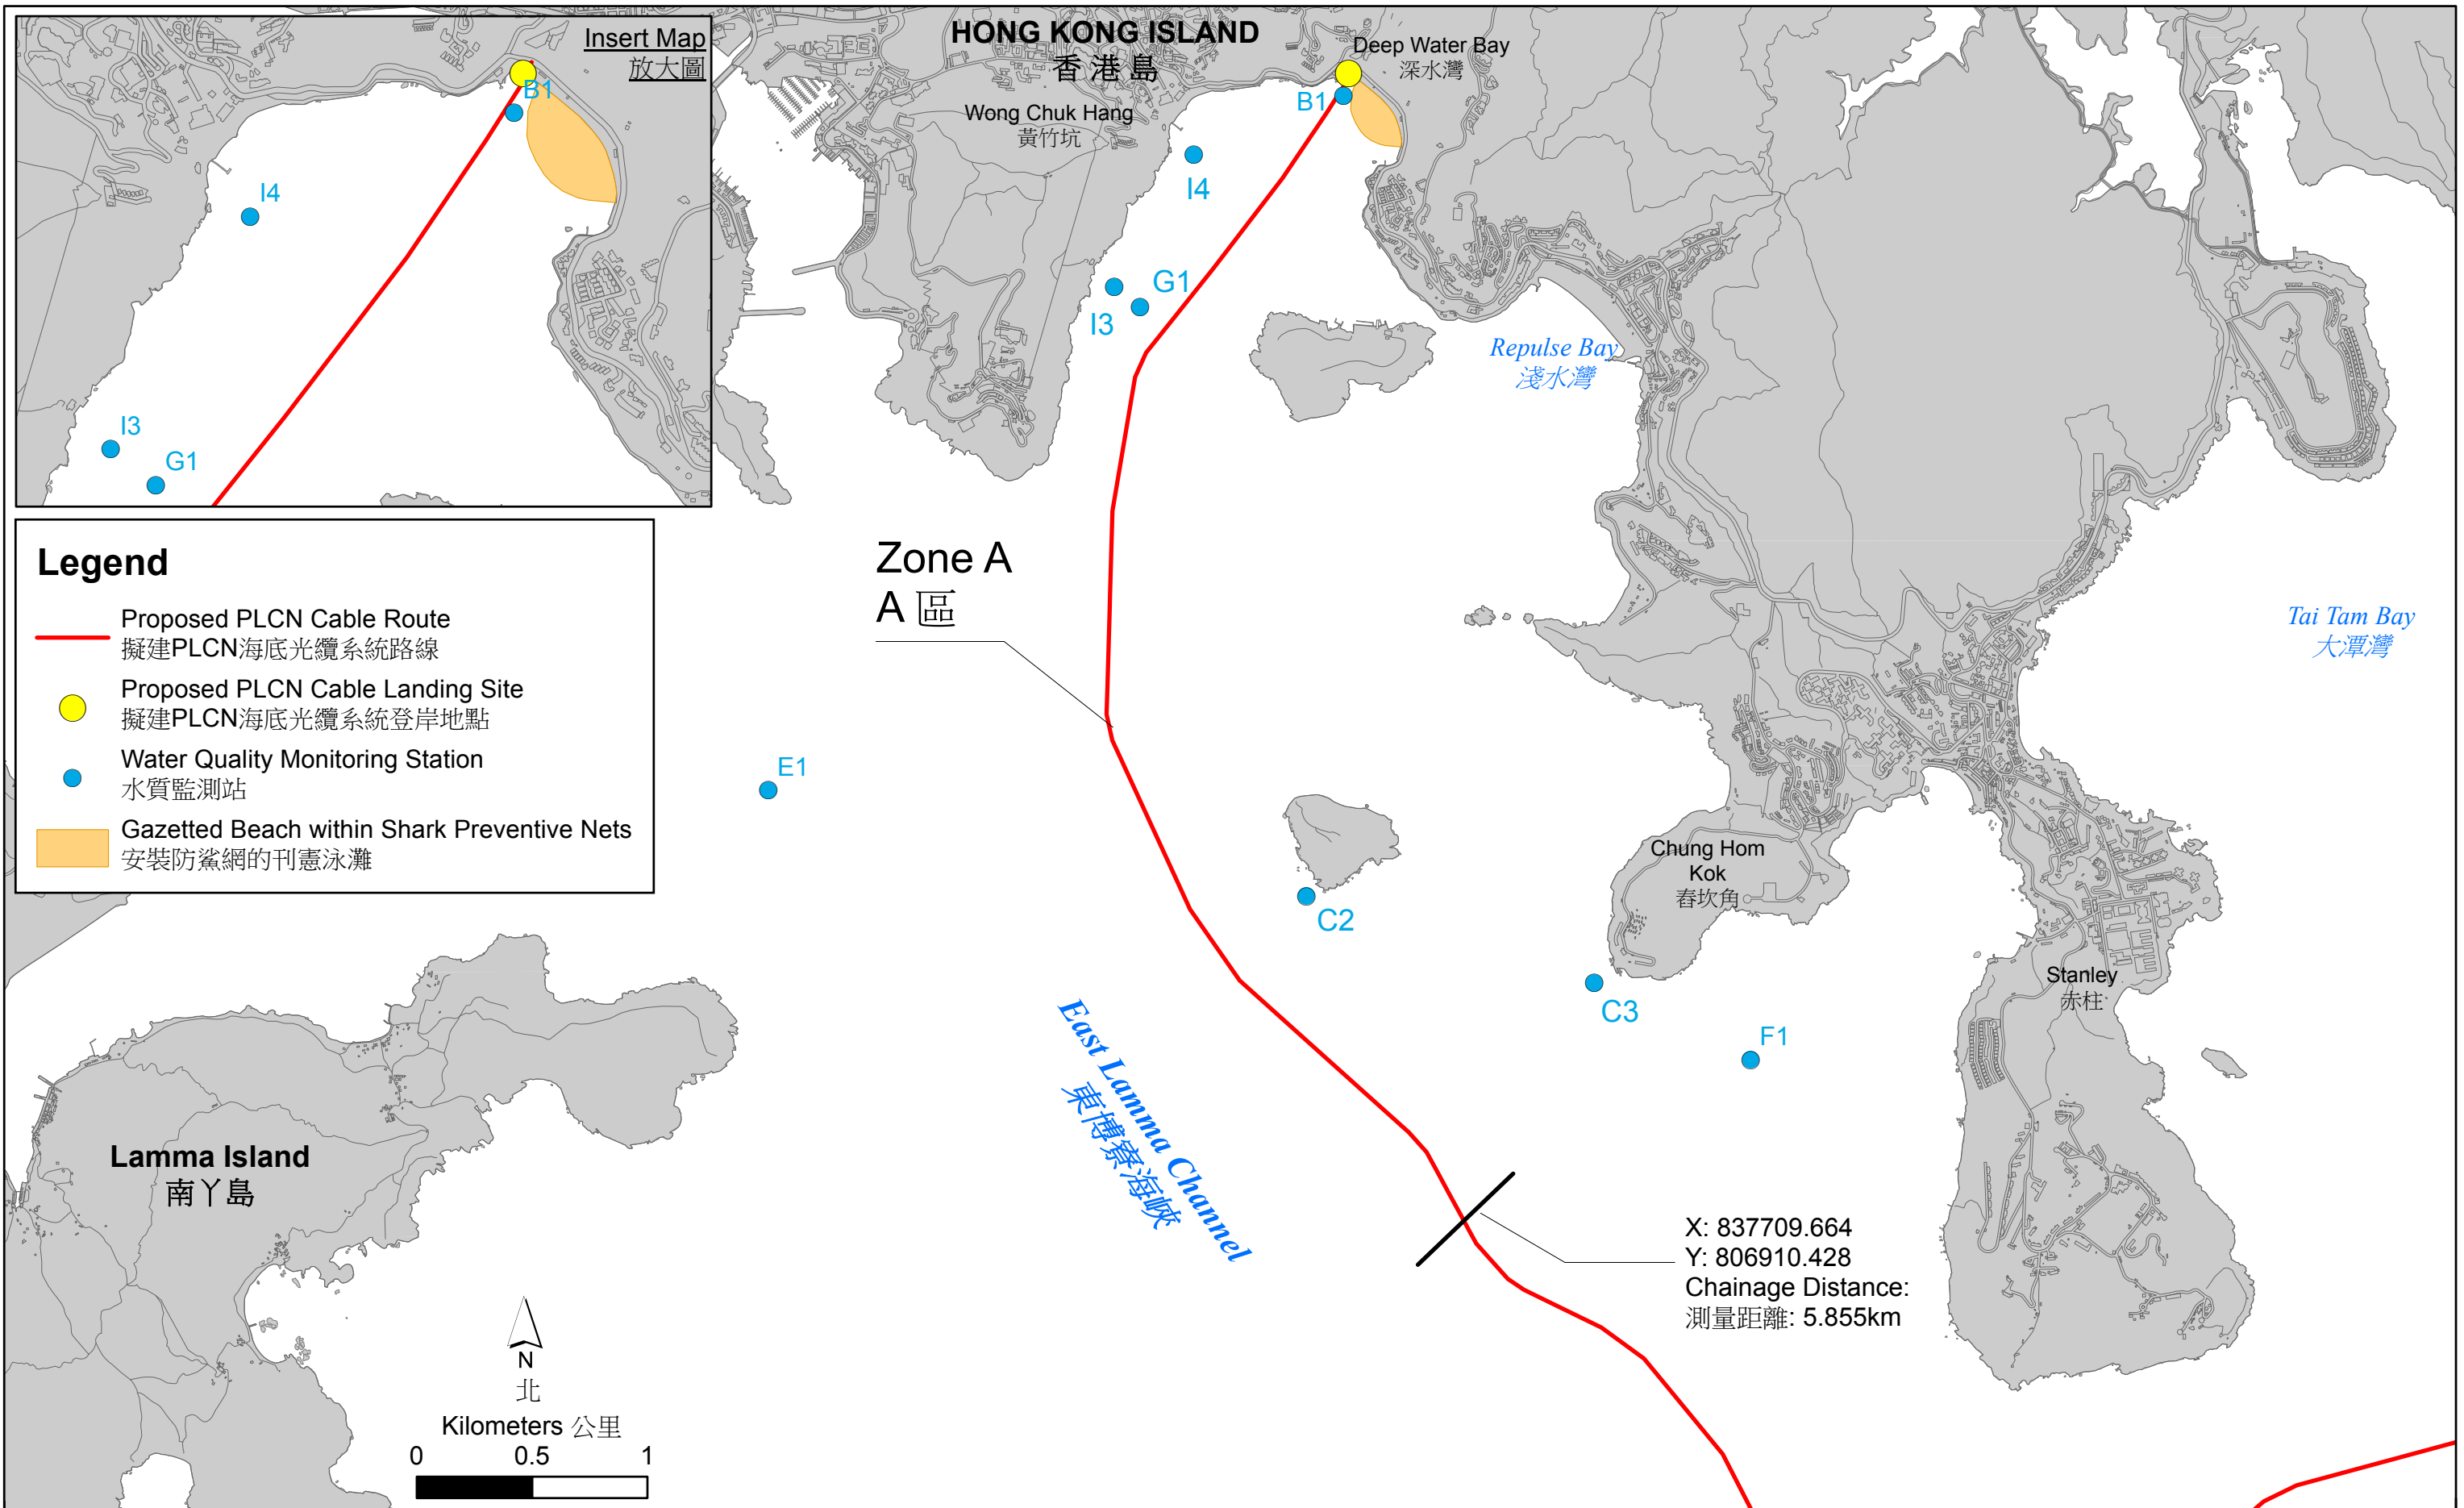 Insert Map
放大圖
B1
I4
I3
G1
HONG KONG ISLAND
香港島
Deep Water Bay
深水灣
B1
Wong Chuk Hang
黃竹坑
I4
G1
I3
Repulse Bay
淺水灣
Legend
Proposed PLCN Cable Route
擬建PLCN海底光纜系統路線
Proposed PLCN Cable Landing Site
擬建PLCN海底光纜系統登岸地點
Water Quality Monitoring Station
水質監測站
Gazetted Beach within Shark Preventive Nets
安裝防鯊網的刊憲泳灘
Zone A
A 區
Tai Tam Bay
大潭灣
E1
C2
Chung Hom
Kok
舂坎角
C3
Stanley
赤柱
F1
East Lamma Channel
東博寮海峽
Lamma Island
南丫島
X: 837709.664
Y: 806910.428
Chainage Distance:
測量距離: 5.855km
N
北
Kilometers 公里
0 0.5 1